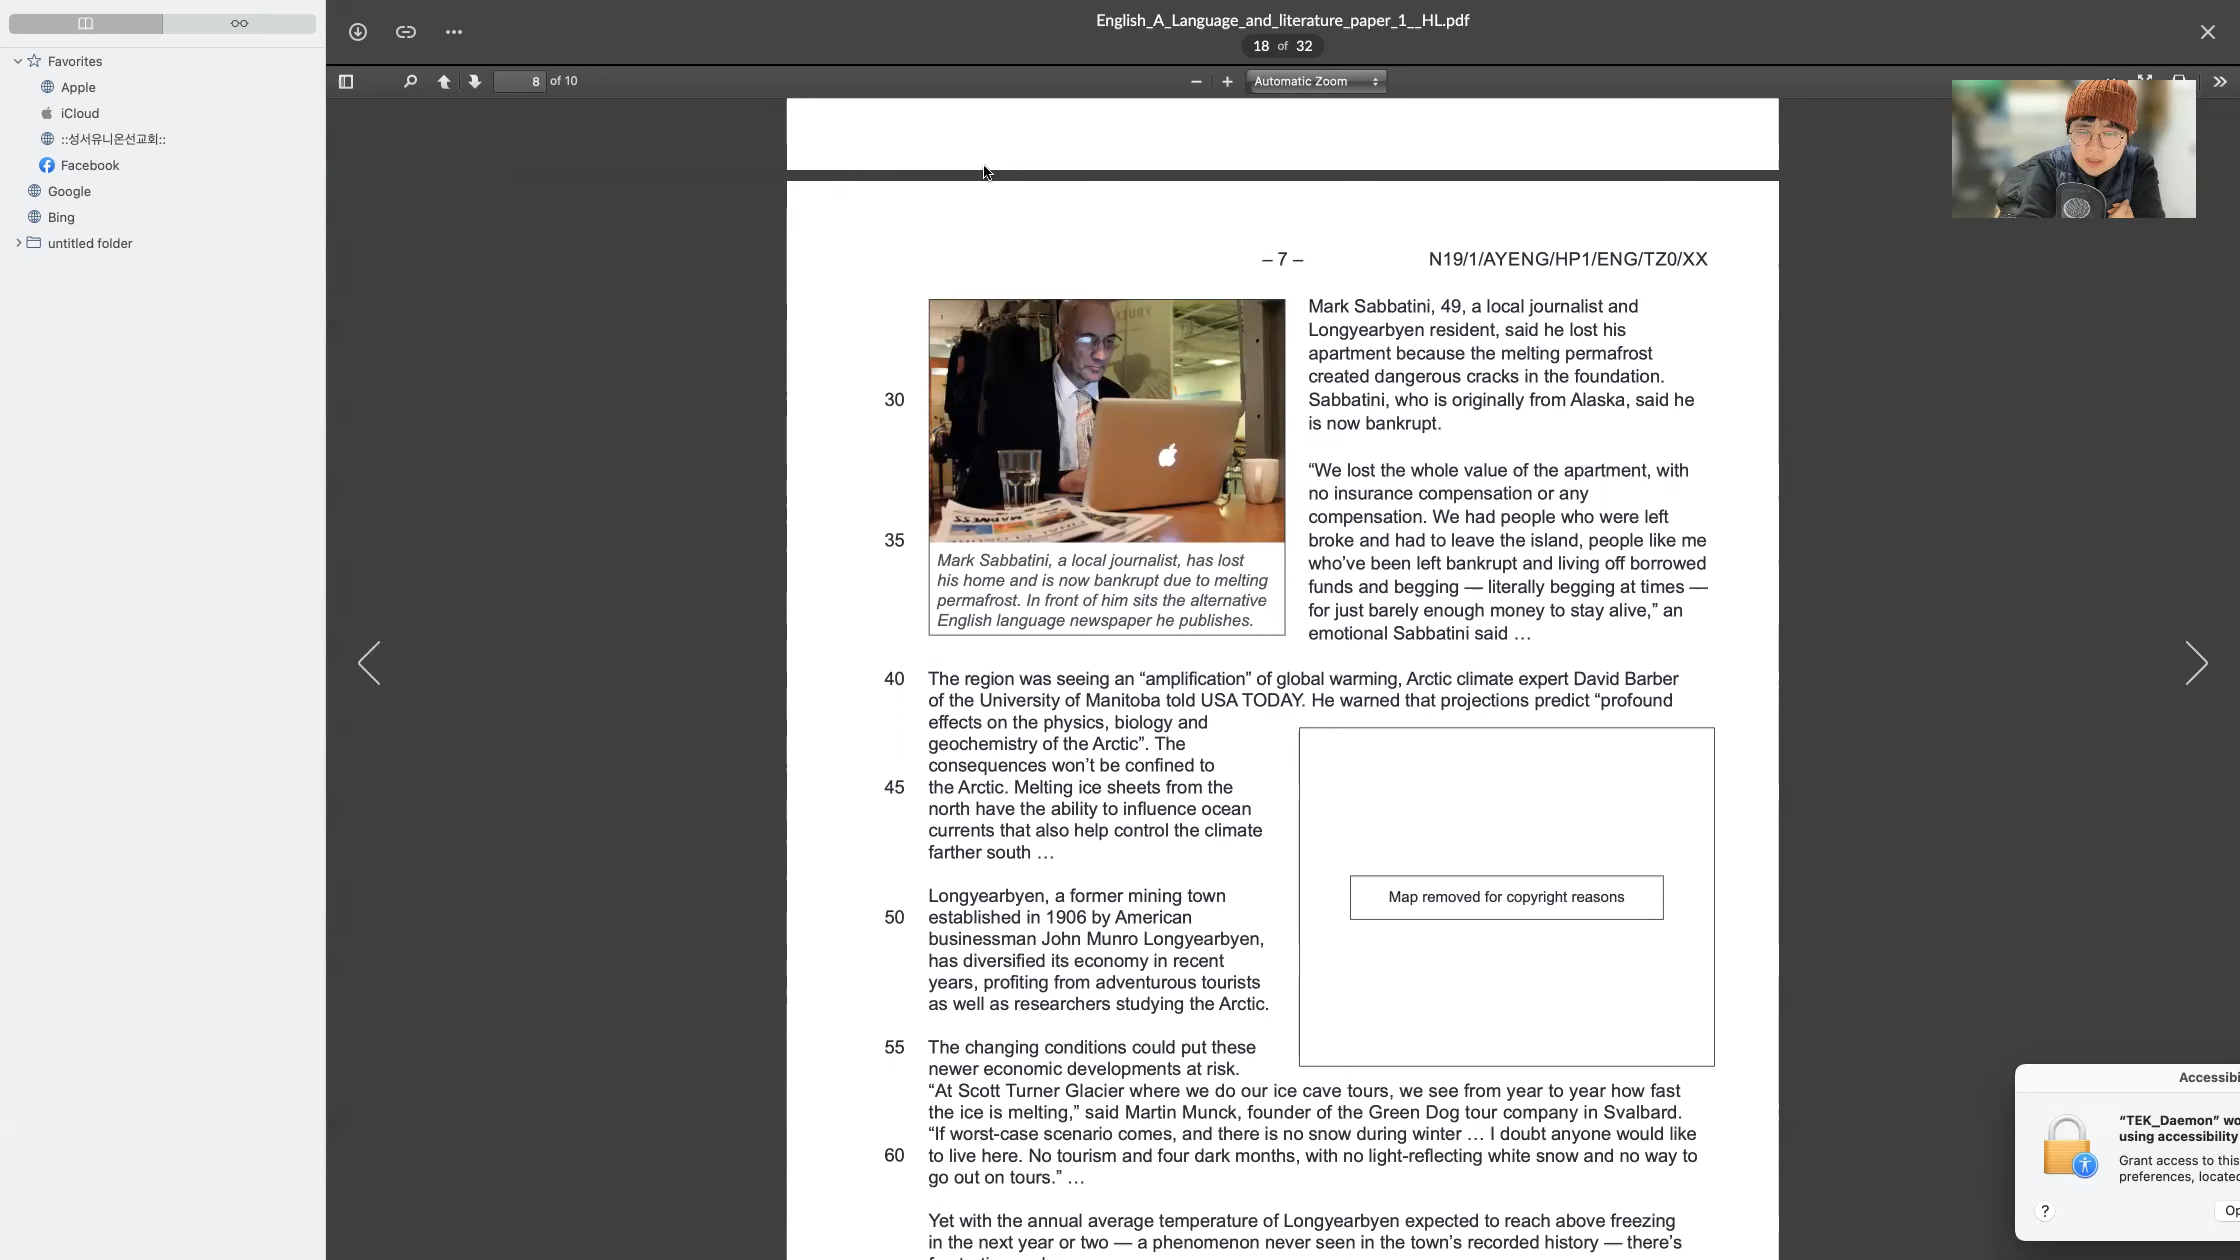 English_A_Language_and_literature_paper_1__HL.pdf
18 of 32
8 of 10
Automatic Zoom
Favorites
Apple
iCloud
::성서유니온선교회::
Facebook
Google
Bing
untitled folder
– 7 –
N19/1/AYENG/HP1/ENG/TZ0/XX
MADNESS
Mark Sabbatini, a local journalist, has lost
his home and is now bankrupt due to melting
permafrost. In front of him sits the alternative
English language newspaper he publishes.
Mark Sabbatini, 49, a local journalist and
Longyearbyen resident, said he lost his
apartment because the melting permafrost
created dangerous cracks in the foundation.
30 Sabbatini, who is originally from Alaska, said he
is now bankrupt.
“We lost the whole value of the apartment, with
no insurance compensation or any
compensation. We had people who were left
35 broke and had to leave the island, people like me
who’ve been left bankrupt and living off borrowed
funds and begging — literally begging at times —
for just barely enough money to stay alive,” an
emotional Sabbatini said …
40 The region was seeing an “amplification” of global warming, Arctic climate expert David Barber
of the University of Manitoba told USA TODAY. He warned that projections predict “profound
effects on the physics, biology and
geochemistry of the Arctic”. The
consequences won’t be confined to
45 the Arctic. Melting ice sheets from the
north have the ability to influence ocean
currents that also help control the climate
farther south …
Map removed for copyright reasons
Longyearbyen, a former mining town
50 established in 1906 by American
businessman John Munro Longyearbyen,
has diversified its economy in recent
years, profiting from adventurous tourists
as well as researchers studying the Arctic.
55 The changing conditions could put these
newer economic developments at risk.
“At Scott Turner Glacier where we do our ice cave tours, we see from year to year how fast
the ice is melting,” said Martin Munck, founder of the Green Dog tour company in Svalbard.
“If worst-case scenario comes, and there is no snow during winter … I doubt anyone would like
60 to live here. No tourism and four dark months, with no light-reflecting white snow and no way to
go out on tours.” …
Yet with the annual average temperature of Longyearbyen expected to reach above freezing
in the next year or two — a phenomenon never seen in the town’s recorded history — there’s
Accessibi
“TEK_Daemon” wo
using accessibility
Grant access to this
preferences, locate
?
Op